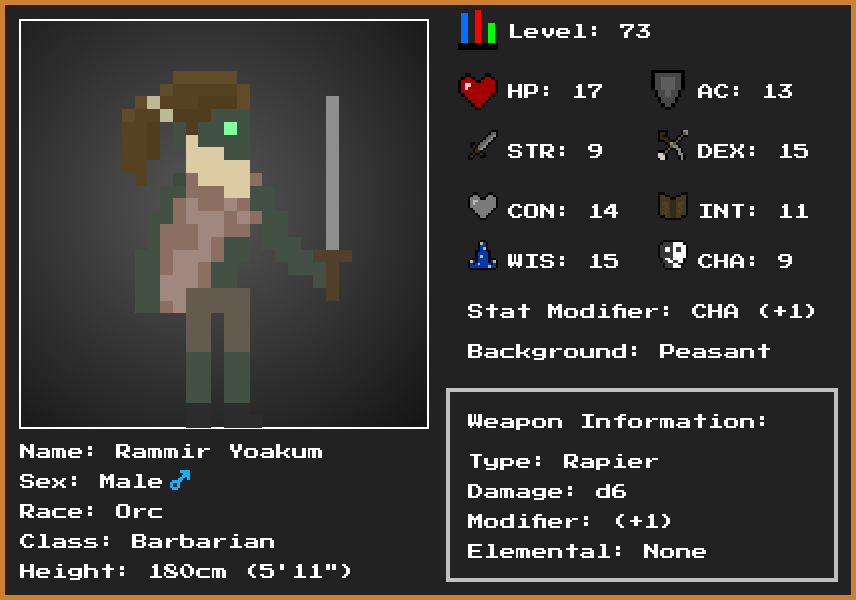 Level: 73
HP: 17
AC: 13
STR: 9
DEX: 15
CON: 14
INT: 11
WIS: 15
CHA: 9
Stat Modifier: CHA (+1)
Background: Peasant
Weapon Information:
Type: Rapier
Damage: d6
Modifier: (+1)
Elemental: None
Name: Rammir Yoakum
Sex: Male ♂
Race: Orc
Class: Barbarian
Height: 180cm (5'11")